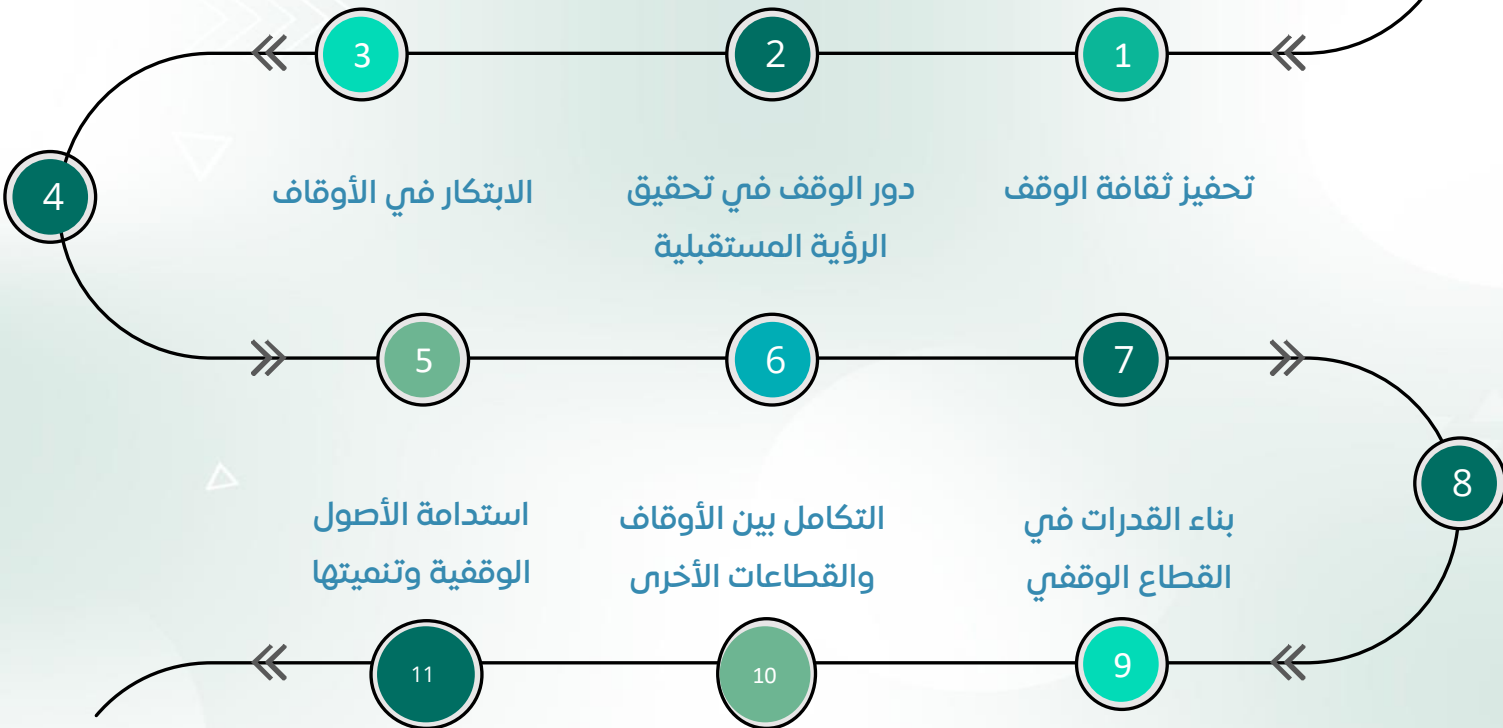 1
2
3
تحفيز ثقافة الوقف
دور الوقف في تحقيق
الرؤية المستقبلية
الابتكار في الأوقاف
4
5
6
7
8
بناء القدرات في
القطاع الوقفي
التكامل بين الأوقاف
والقطاعات الأخرى
استدامة الأصول
الوقفية وتنميتها
9
10
11